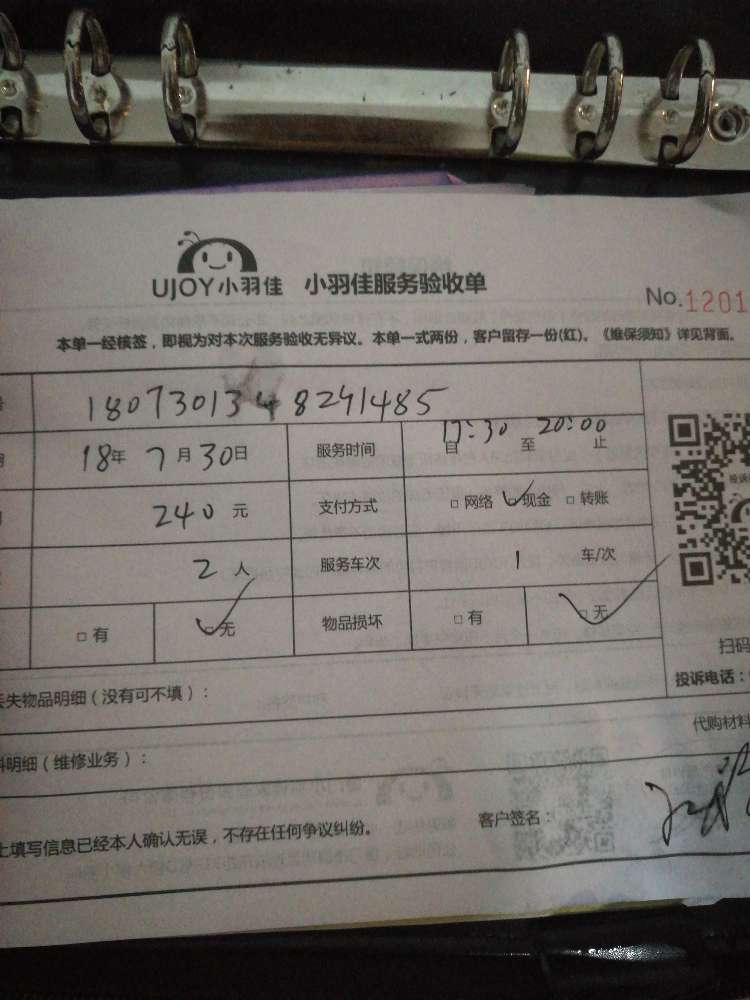 UJOY小羽佳 小羽佳服务验收单
No.1201
本单一经核签，即视为对本次服务验收无异议。本单一式两份，客户留存一份(红)。《维保须知》详见背面。
18073013448241485
18年7月30日 服务时间 17:30 自 至 20:00 止
240元 支付方式 □网络 ✓现金 □转账
2人 服务车次 1 车/次
□有 ✓无 物品损坏 □有 ✓无
扫码
投诉电话：
丢失物品明细（没有可不填）：
代购材料
料明细（维修业务）：
上填写信息已经本人确认无误，不存在任何争议纠纷。 客户签名：